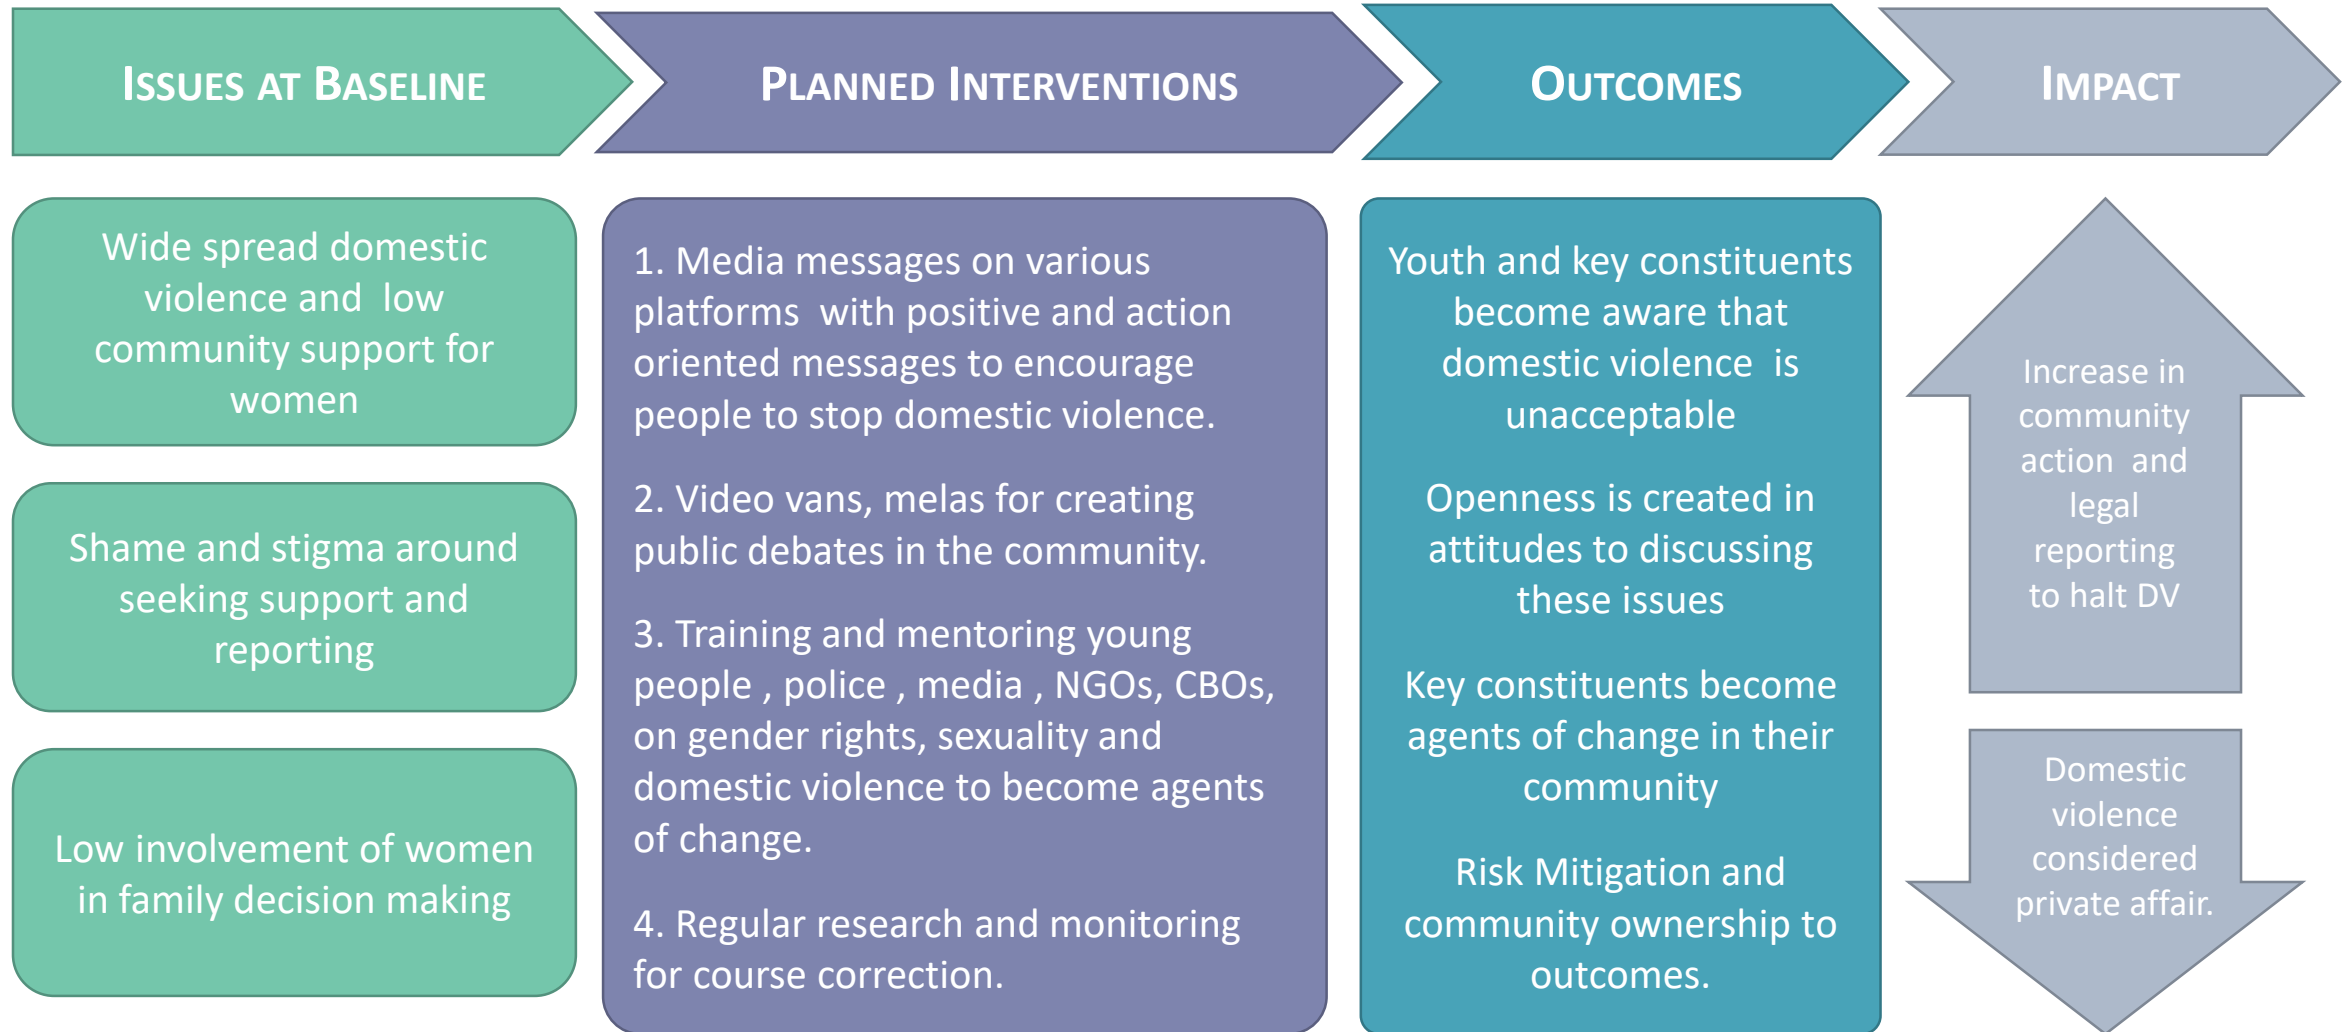 ISSUES AT BASELINE
PLANNED INTERVENTIONS
OUTCOMES
IMPACT
Wide spread domestic
violence and low
community support for
women
Shame and stigma around
seeking support and
reporting
Low involvement of women
in family decision making
1. Media messages on various
platforms with positive and action
oriented messages to encourage
people to stop domestic violence.
2. Video vans, melas for creating
public debates in the community.
3. Training and mentoring young
people , police , media , NGOs, CBOs,
on gender rights, sexuality and
domestic violence to become agents
of change.
4. Regular research and monitoring
for course correction.
Youth and key constituents
become aware that
domestic violence is
unacceptable
Openness is created in
attitudes to discussing
these issues
Key constituents become
agents of change in their
community
Risk Mitigation and
community ownership to
outcomes.
Increase in
community
action and
legal
reporting
to halt DV
Domestic
violence
considered
private affair.